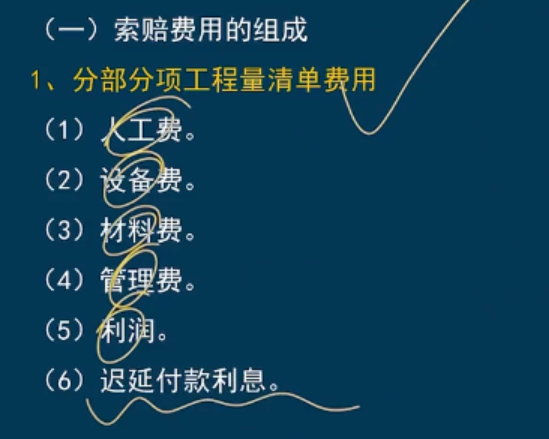 （一）索赔费用的组成
1、分部分项工程量清单费用
（1）人工费。
（2）设备费。
（3）材料费。
（4）管理费。
（5）利润。
（6）迟延付款利息。